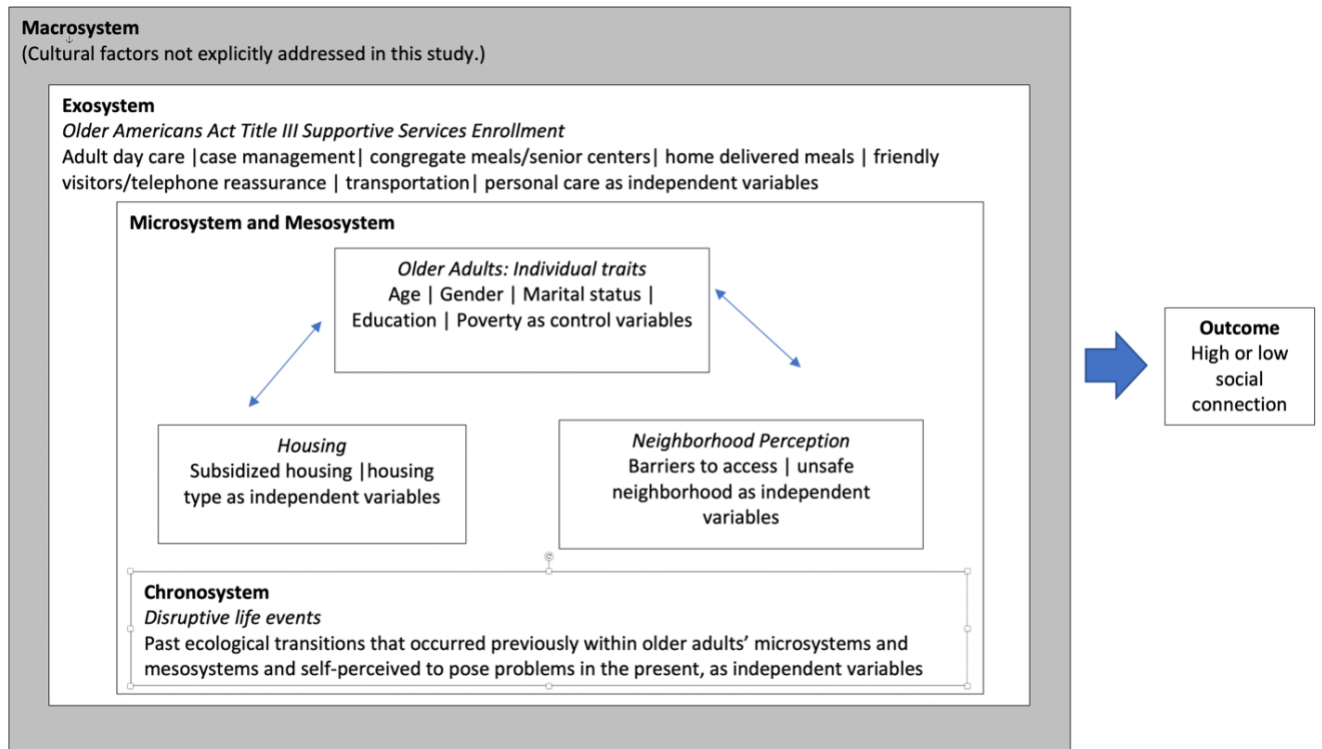 Macrosystem
(Cultural factors not explicitly addressed in this study.)
Exosystem
Older Americans Act Title III Supportive Services Enrollment
Adult day care |case management| congregate meals/senior centers| home delivered meals | friendly
visitors/telephone reassurance | transportation| personal care as independent variables
Microsystem and Mesosystem
Older Adults: Individual traits
Age | Gender | Marital status |
Education | Poverty as control variables
Housing
Subsidized housing |housing
type as independent variables
Neighborhood Perception
Barriers to access | unsafe
neighborhood as independent
variables
Chronosystem
Disruptive life events
Past ecological transitions that occurred previously within older adults’ microsystems and
mesosystems and self-perceived to pose problems in the present, as independent variables
Outcome
High or low
social
connection